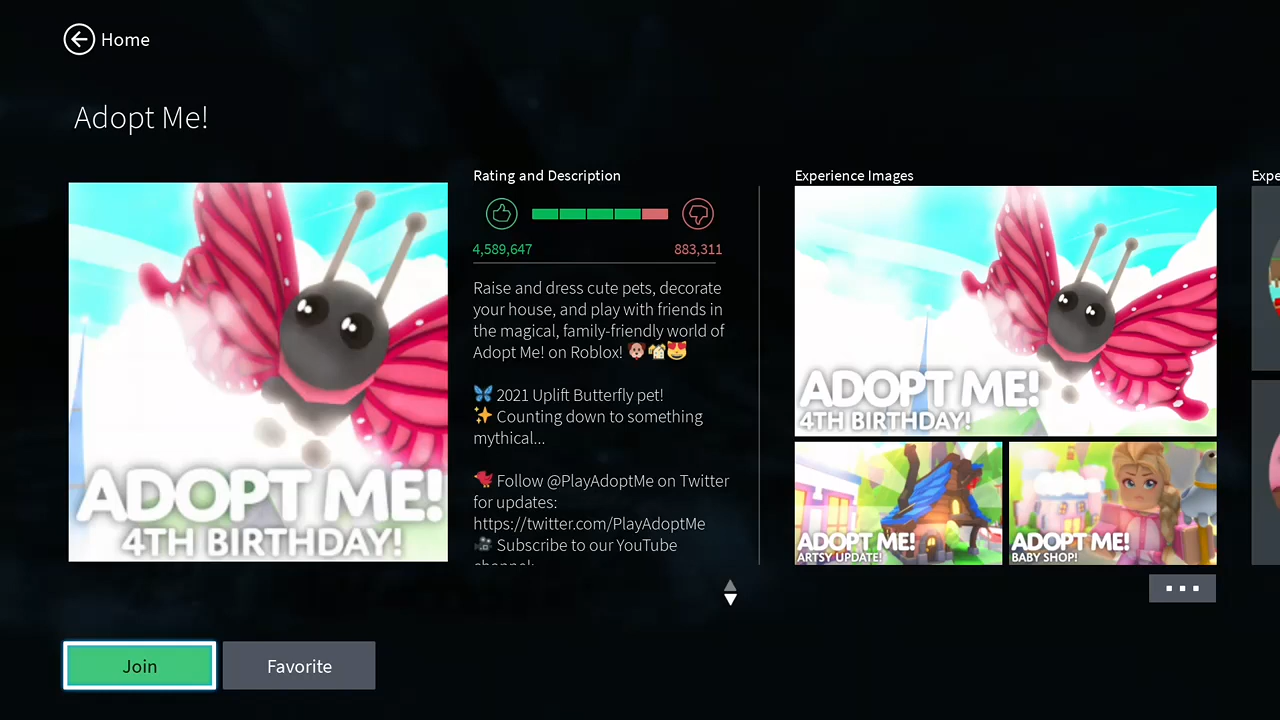 Home
Adopt Me!
ADOPT ME!
4TH BIRTHDAY!
Rating and Description
4,589,647
883,311
Raise and dress cute pets, decorate
your house, and play with friends in
the magical, family-friendly world of
Adopt Me! on Roblox! 🐶🏘😻
🦋 2021 Uplift Butterfly pet!
✨ Counting down to something
mythical...
🐦 Follow @PlayAdoptMe on Twitter
for updates:
https://twitter.com/PlayAdoptMe
🎥 Subscribe to our YouTube
Experience Images
ADOPT ME!
4TH BIRTHDAY!
ADOPT ME!
ARTSY UPDATE!
ADOPT ME!
BABY SHOP!
Expe
Join
Favorite